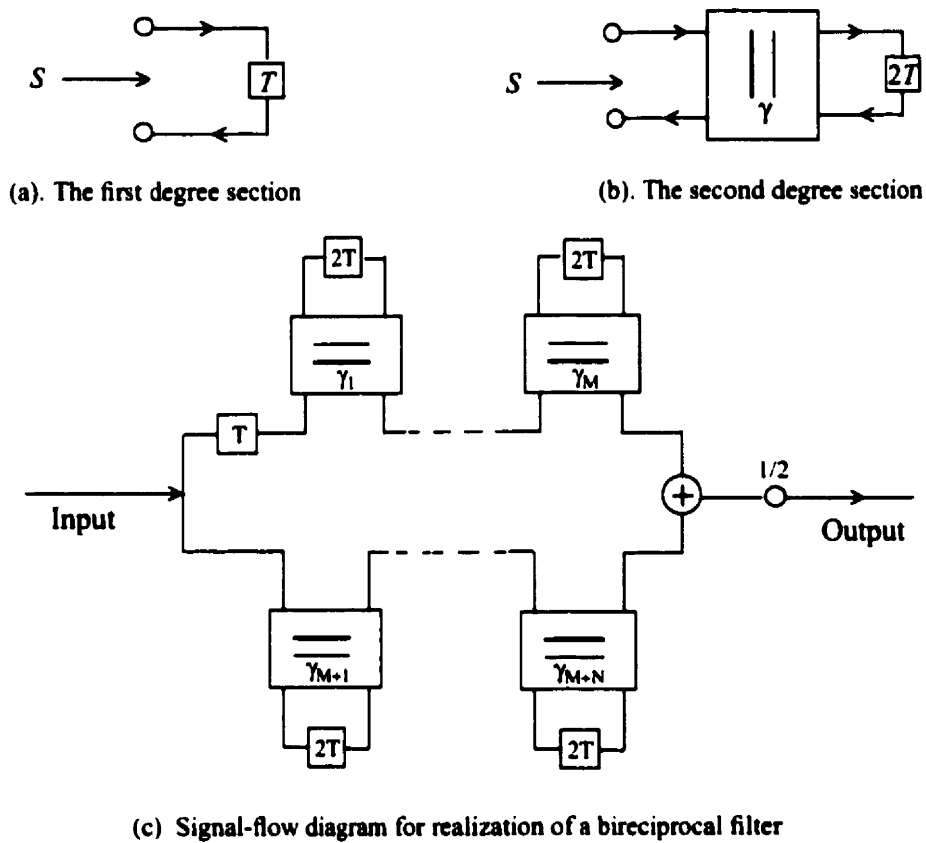 S
T
(a). The first degree section
S
γ
2T
(b). The second degree section
2T
γ1
2T
γM
T
Input
1/2
Output
γM+1
2T
γM+N
2T
(c) Signal-flow diagram for realization of a bireciprocal filter